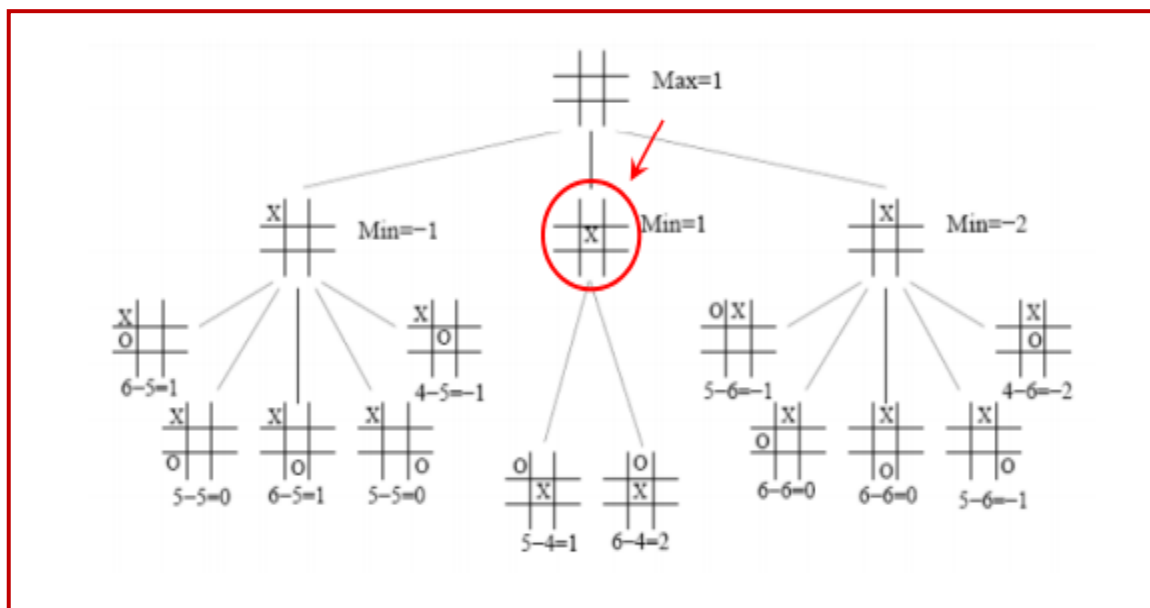 Max=1
X
Min=−1
X
Min=1
X
Min=−2
X
O
6−5=1
X
O
4−5=−1
O X
5−6=−1
X
O
4−6=−2
X
O
5−5=0
X
O
6−5=1
X
O
5−5=0
O
X
5−4=1
O
X
6−4=2
X
O
6−6=0
X
O
6−6=0
X
O
5−6=−1